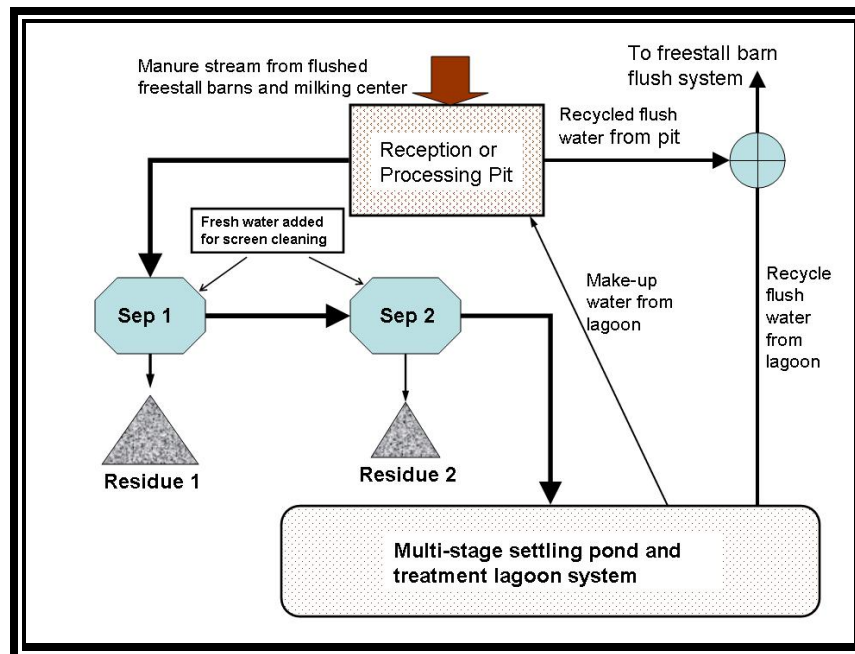 To freestall barn
flush system
Manure stream from flushed
freestall barns and milking center
Recycled flush
water from pit
Reception or
Processing Pit
Fresh water added
for screen cleaning
Make-up
water from
lagoon
Recycle
flush
water
from
lagoon
Sep 1
Sep 2
Residue 1
Residue 2
Multi-stage settling pond and
treatment lagoon system